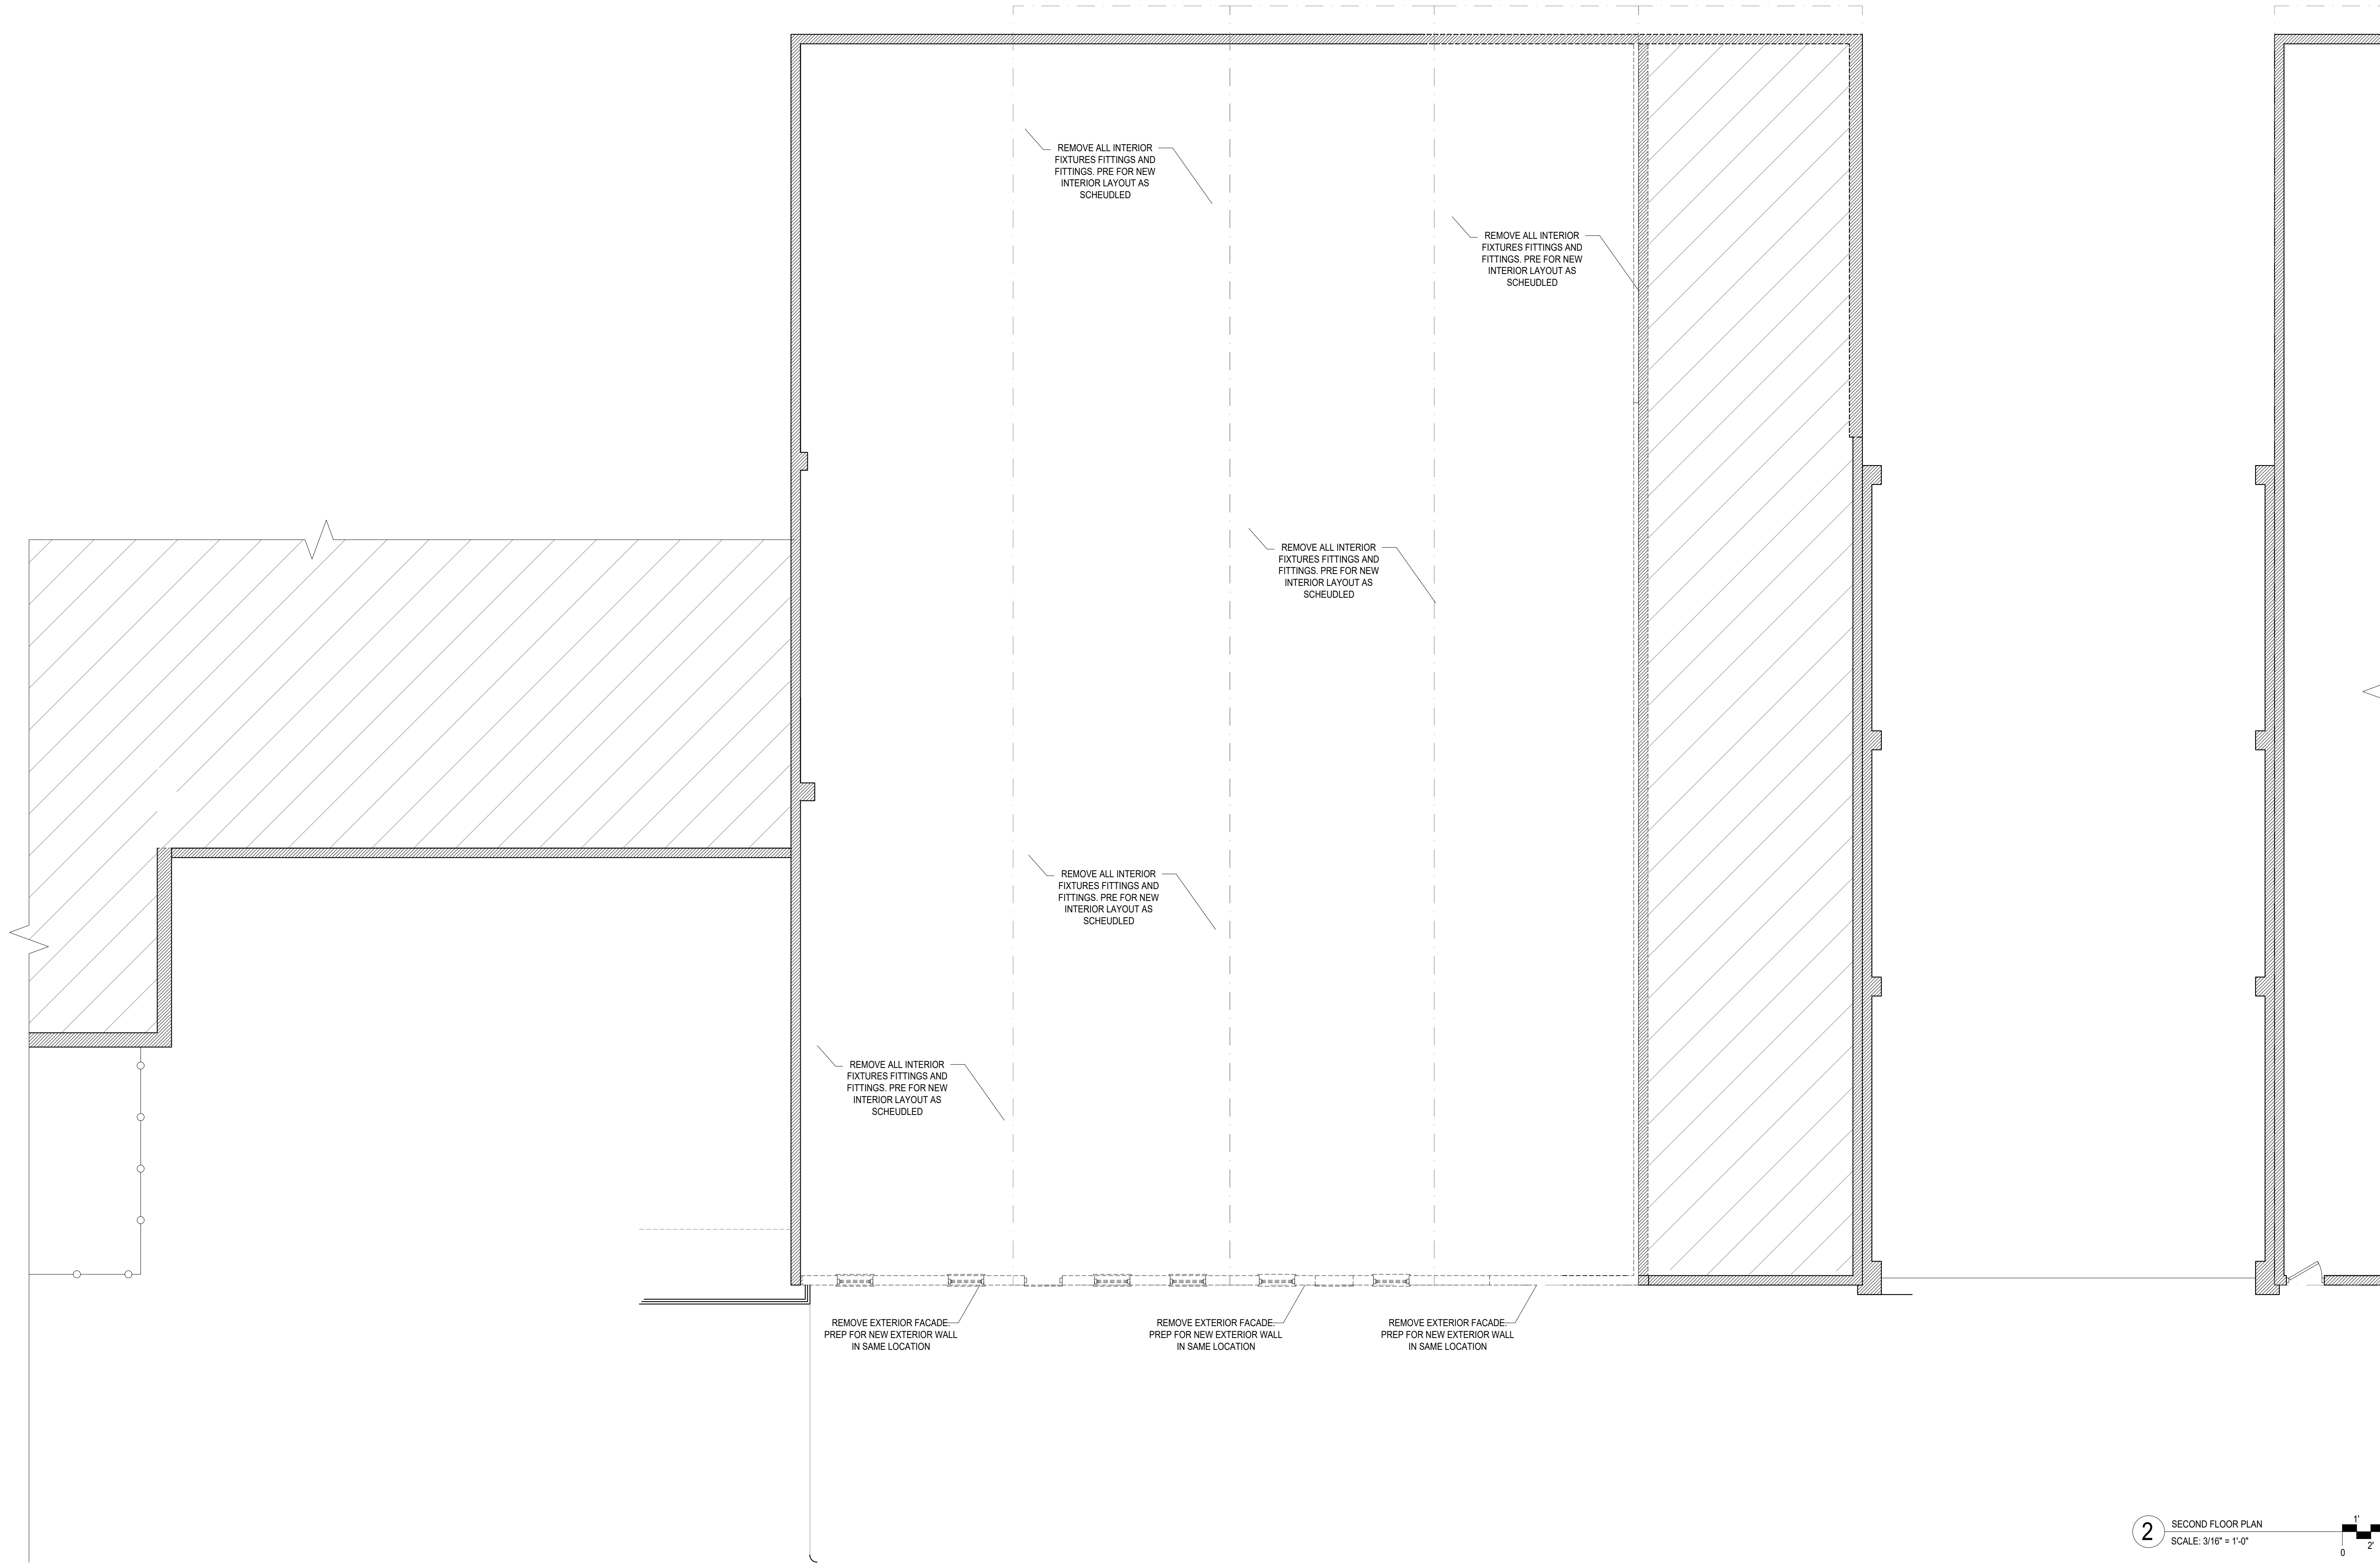 REMOVE ALL INTERIOR
FIXTURES FITTINGS AND
FITTINGS. PRE FOR NEW
INTERIOR LAYOUT AS
SCHEUDLED
REMOVE ALL INTERIOR
FIXTURES FITTINGS AND
FITTINGS. PRE FOR NEW
INTERIOR LAYOUT AS
SCHEUDLED
REMOVE ALL INTERIOR
FIXTURES FITTINGS AND
FITTINGS. PRE FOR NEW
INTERIOR LAYOUT AS
SCHEUDLED
REMOVE ALL INTERIOR
FIXTURES FITTINGS AND
FITTINGS. PRE FOR NEW
INTERIOR LAYOUT AS
SCHEUDLED
REMOVE ALL INTERIOR
FIXTURES FITTINGS AND
FITTINGS. PRE FOR NEW
INTERIOR LAYOUT AS
SCHEUDLED
REMOVE EXTERIOR FACADE.
PREP FOR NEW EXTERIOR WALL
IN SAME LOCATION
REMOVE EXTERIOR FACADE.
PREP FOR NEW EXTERIOR WALL
IN SAME LOCATION
REMOVE EXTERIOR FACADE.
PREP FOR NEW EXTERIOR WALL
IN SAME LOCATION
2
SECOND FLOOR PLAN
SCALE: 3/16" = 1'-0"
1'
0
2'